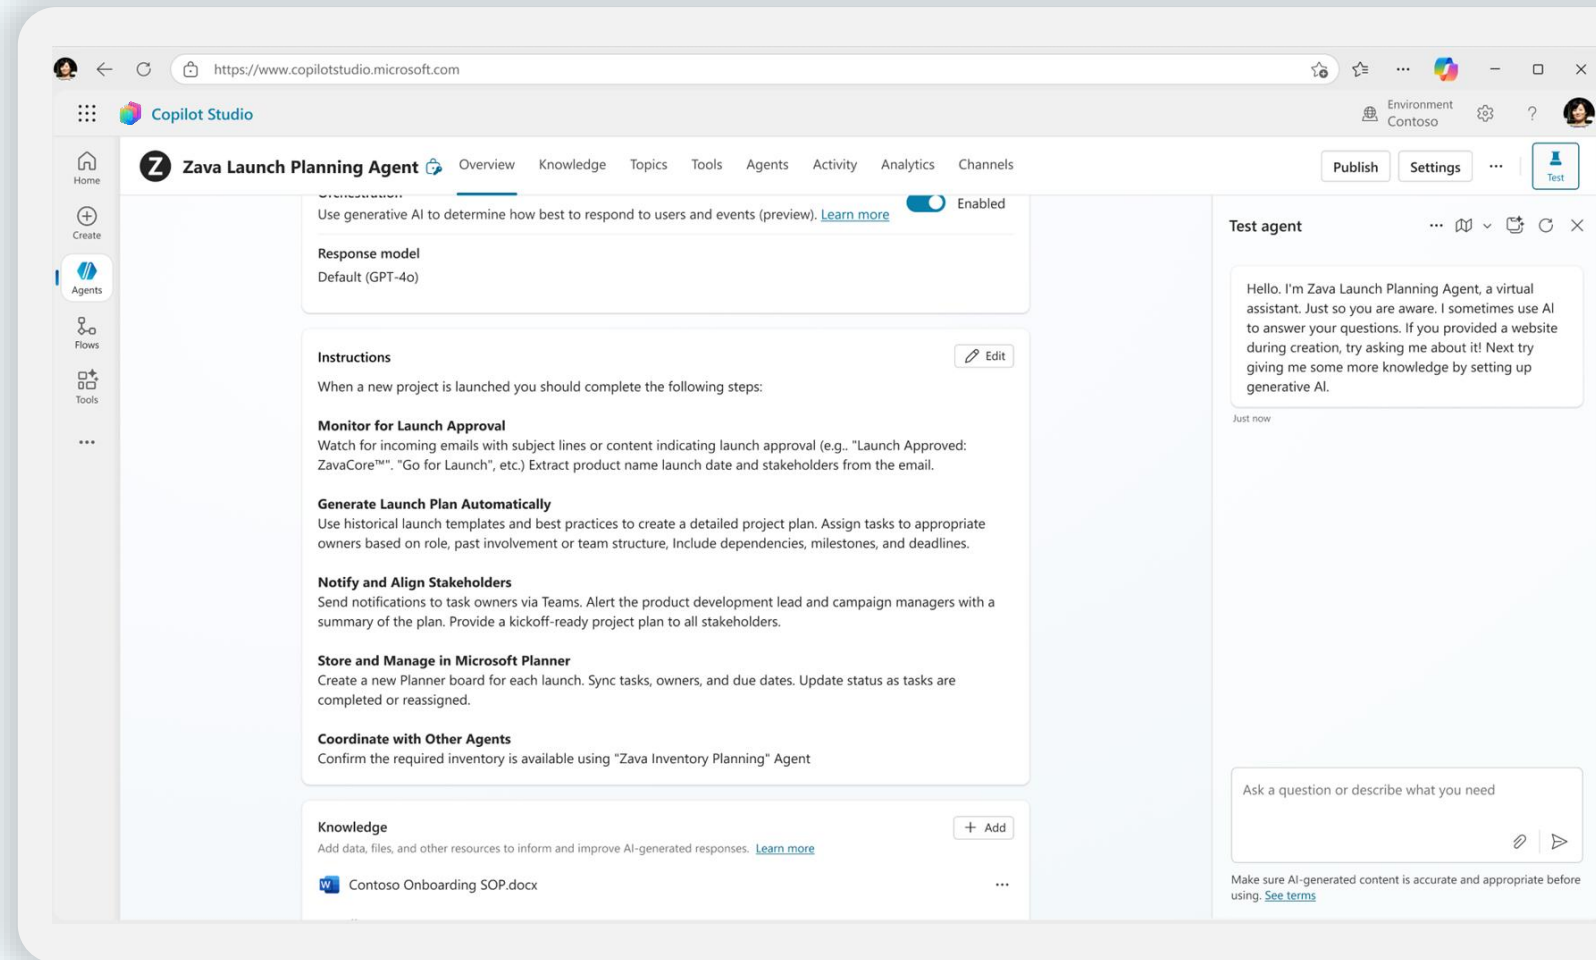 https://www.copilotstudio.microsoft.com
Copilot Studio
Environment
Contoso
?
Home
Create
Agents
Flows
Tools
Z
Zava Launch Planning Agent
Overview
Knowledge
Topics
Tools
Agents
Activity
Analytics
Channels
Publish
Settings
Test
Orchestration
Use generative AI to determine how best to respond to users and events (preview). Learn more
Enabled
Response model
Default (GPT-4o)
Instructions
Edit
When a new project is launched you should complete the following steps:
Monitor for Launch Approval
Watch for incoming emails with subject lines or content indicating launch approval (e.g.. "Launch Approved:
ZavaCore™". "Go for Launch", etc.) Extract product name launch date and stakeholders from the email.
Generate Launch Plan Automatically
Use historical launch templates and best practices to create a detailed project plan. Assign tasks to appropriate
owners based on role, past involvement or team structure, Include dependencies, milestones, and deadlines.
Notify and Align Stakeholders
Send notifications to task owners via Teams. Alert the product development lead and campaign managers with a
summary of the plan. Provide a kickoff-ready project plan to all stakeholders.
Store and Manage in Microsoft Planner
Create a new Planner board for each launch. Sync tasks, owners, and due dates. Update status as tasks are
completed or reassigned.
Coordinate with Other Agents
Confirm the required inventory is available using "Zava Inventory Planning" Agent
Knowledge
+ Add
Add data, files, and other resources to inform and improve AI-generated responses. Learn more
W Contoso Onboarding SOP.docx
Test agent
Hello. I'm Zava Launch Planning Agent, a virtual
assistant. Just so you are aware. I sometimes use AI
to answer your questions. If you provided a website
during creation, try asking me about it! Next try
giving me some more knowledge by setting up
generative AI.
Just now
Ask a question or describe what you need
Make sure AI-generated content is accurate and appropriate before
using. See terms